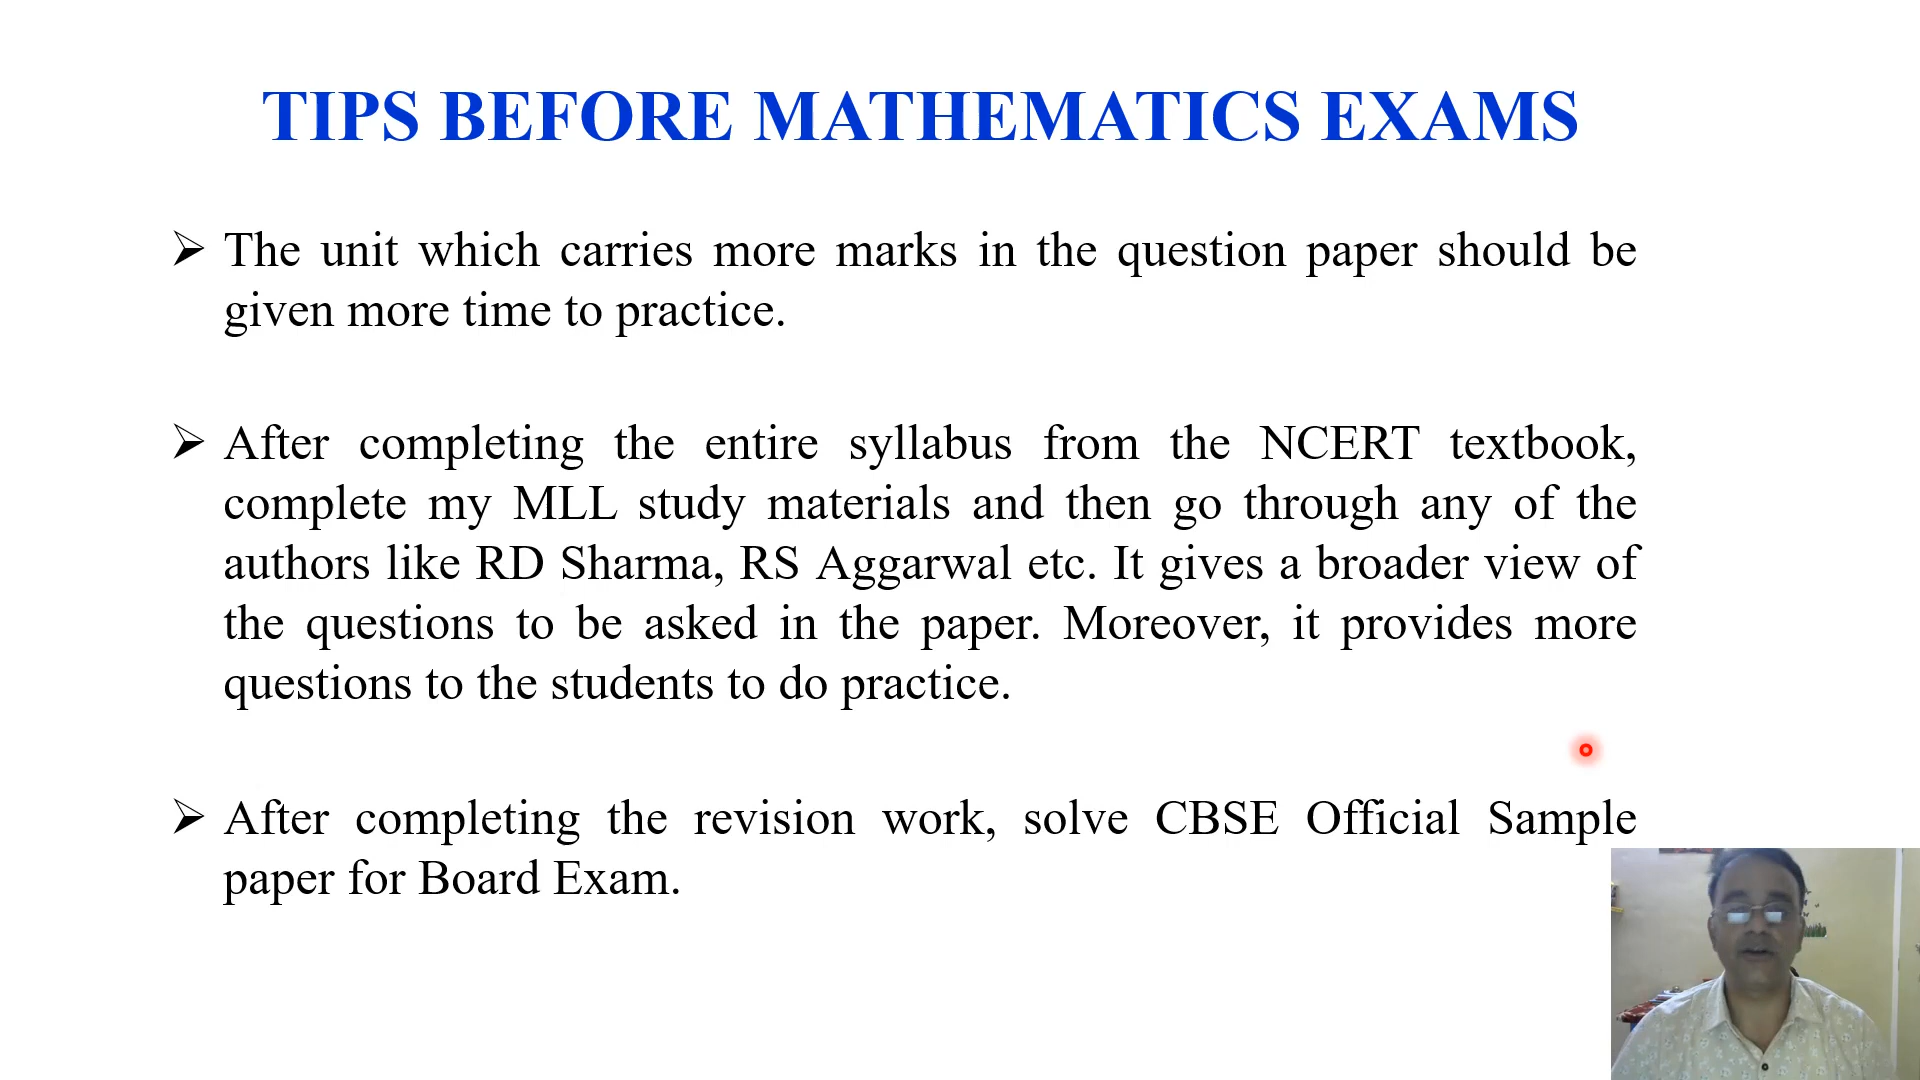 TIPS BEFORE MATHEMATICS EXAMS
➢ The unit which carries more marks in the question paper should be
given more time to practice.
➢ After completing the entire syllabus from the NCERT textbook,
complete my MLL study materials and then go through any of the
authors like RD Sharma, RS Aggarwal etc. It gives a broader view of
the questions to be asked in the paper. Moreover, it provides more
questions to the students to do practice.
➢ After completing the revision work, solve CBSE Official Sample
paper for Board Exam.